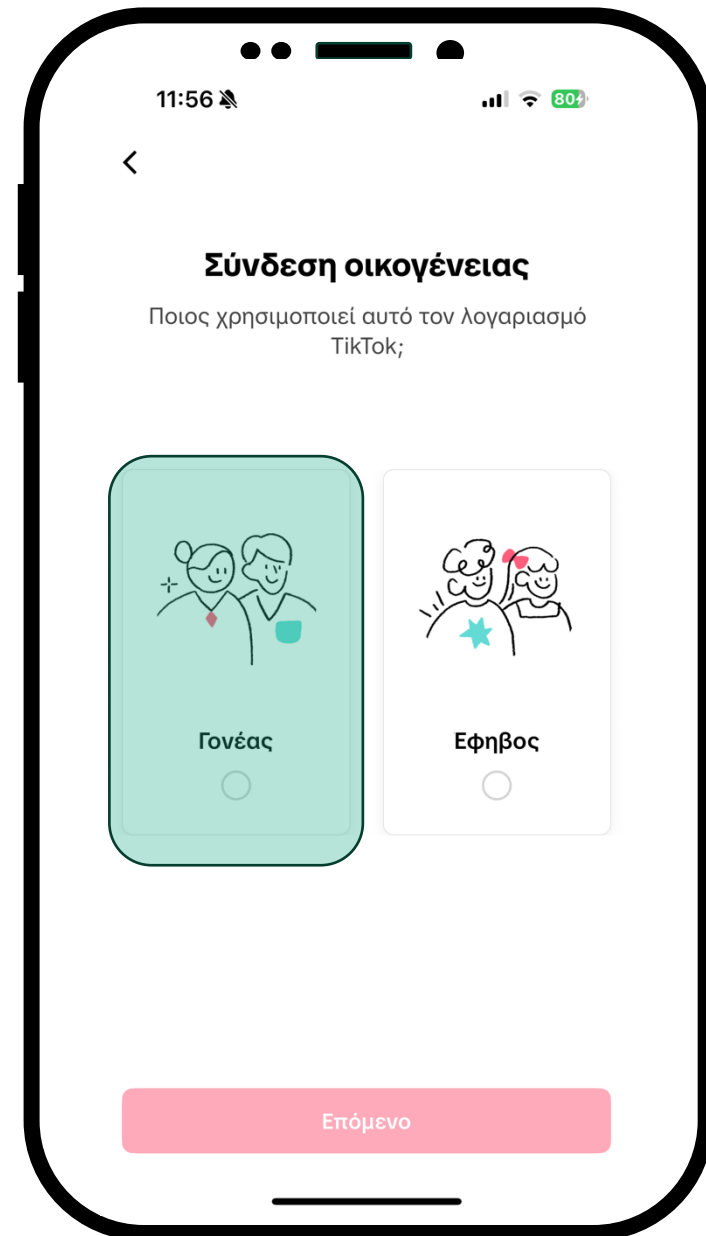 11:56
80
Σύνδεση οικογένειας
Ποιος χρησιμοποιεί αυτό τον λογαριασμό
TikTok;
Γονέας
Εφηβος
Επόμενο